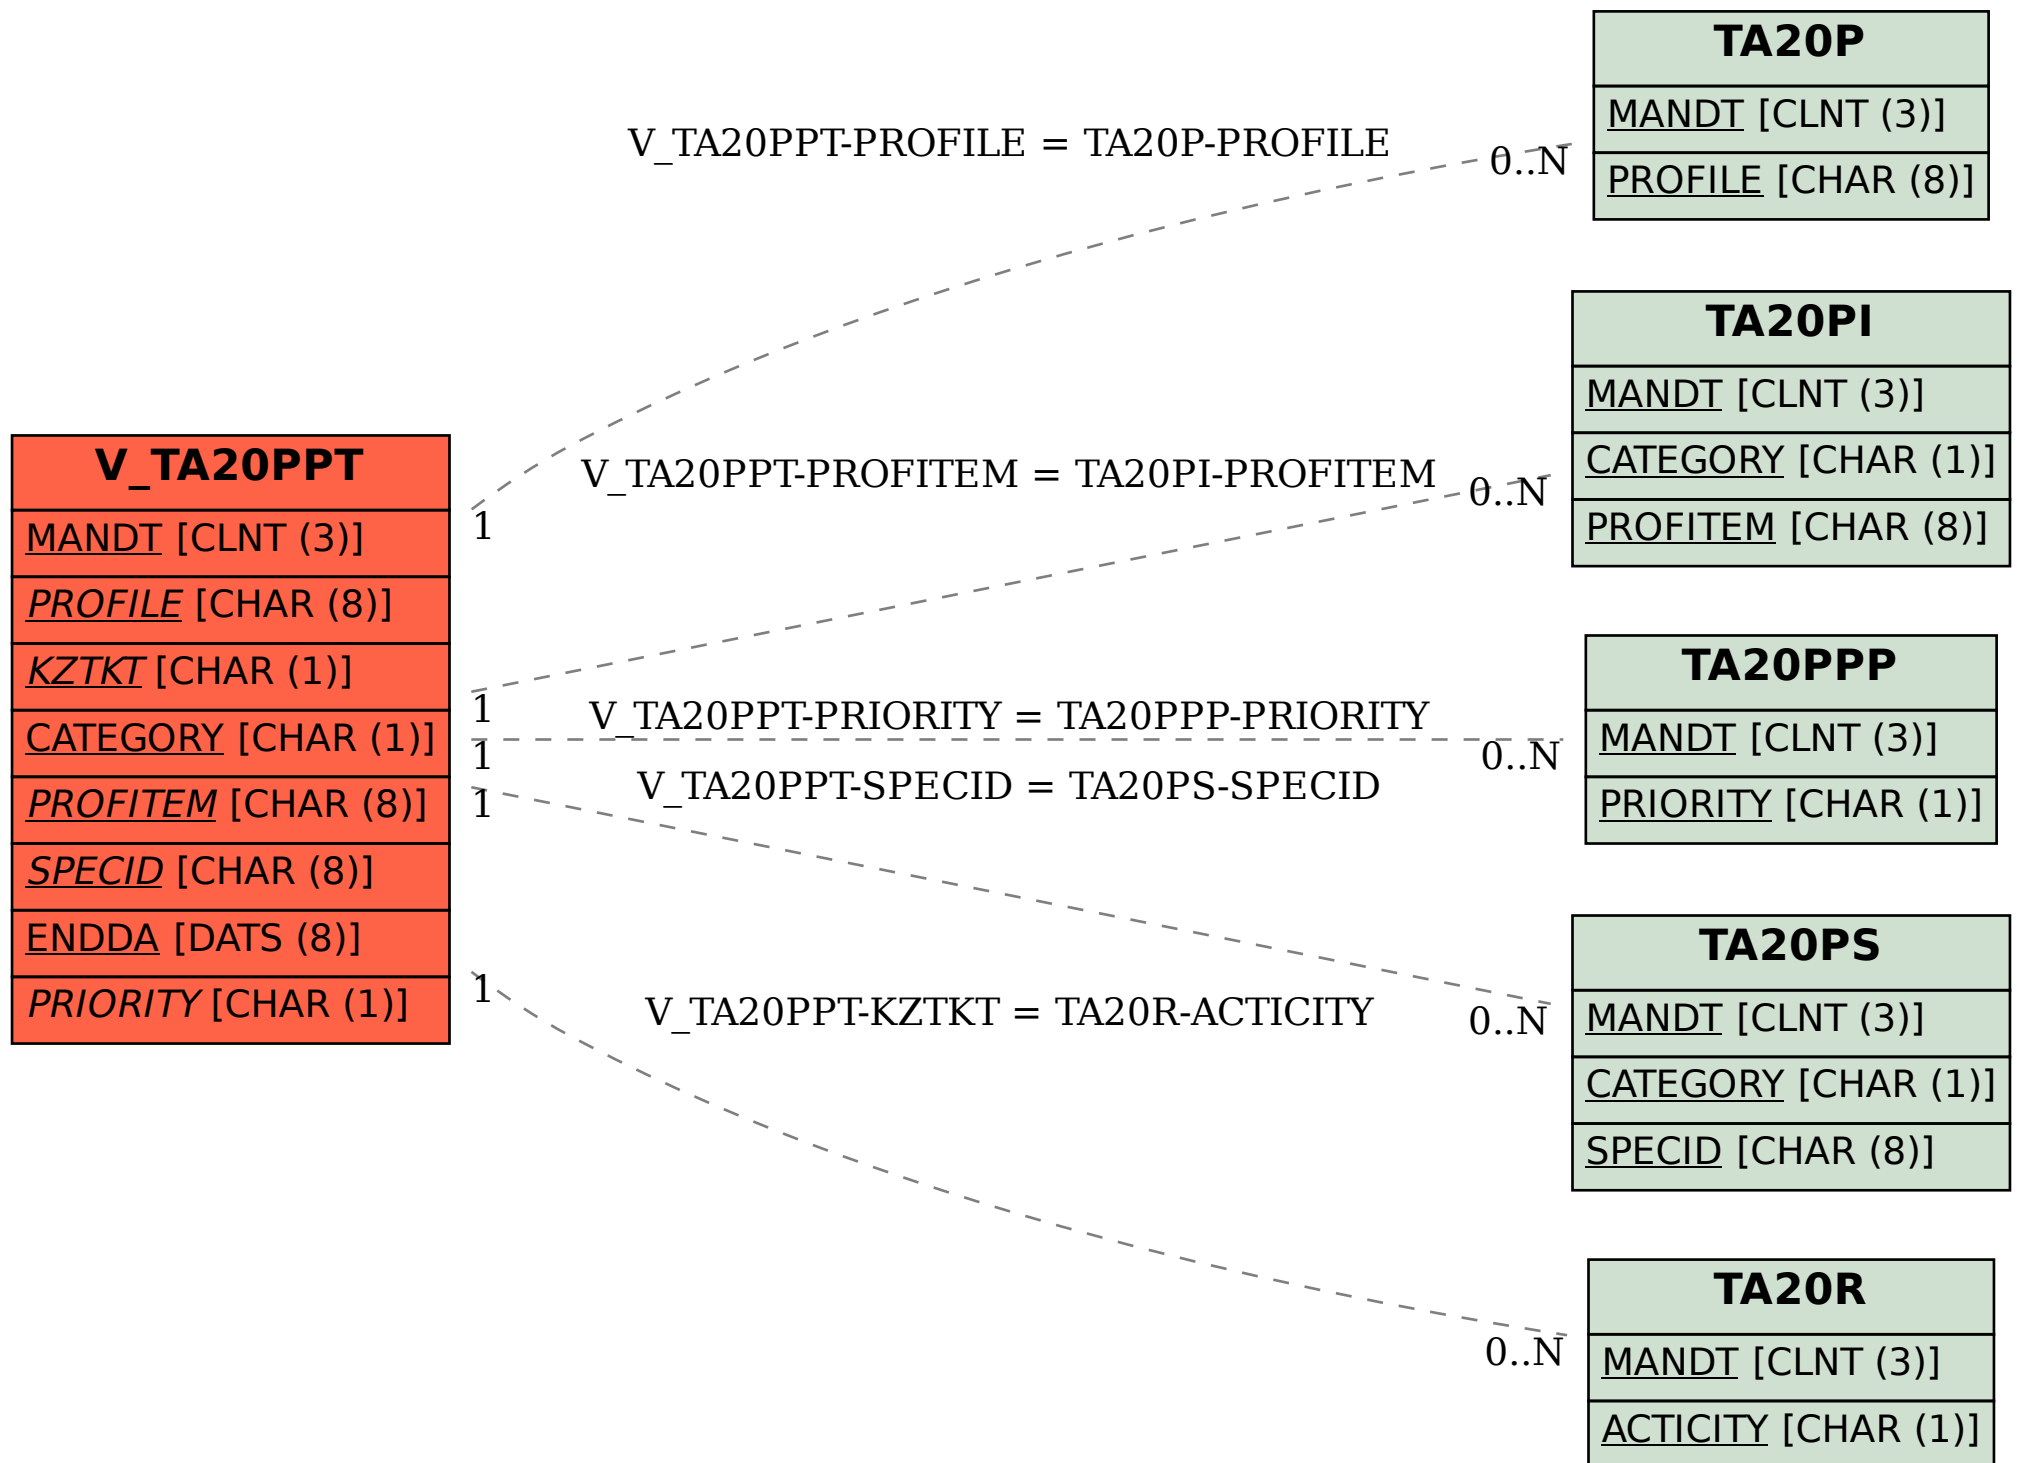 V_TA20PPT
MANDT [CLNT (3)]
PROFILE [CHAR (8)]
KZTKT [CHAR (1)]
CATEGORY [CHAR (1)]
PROFITEM [CHAR (8)]
SPECID [CHAR (8)]
ENDDA [DATS (8)]
PRIORITY [CHAR (1)]
V_TA20PPT-PROFILE = TA20P-PROFILE
0..N
1
V_TA20PPT-PROFITEM = TA20PI-PROFITEM
0..N
1
V_TA20PPT-PRIORITY = TA20PPP-PRIORITY
0..N
1
V_TA20PPT-SPECID = TA20PS-SPECID
0..N
1
V_TA20PPT-KZTKT = TA20R-ACTICITY
0..N
1
TA20P
MANDT [CLNT (3)]
PROFILE [CHAR (8)]
TA20PI
MANDT [CLNT (3)]
CATEGORY [CHAR (1)]
PROFITEM [CHAR (8)]
TA20PPP
MANDT [CLNT (3)]
PRIORITY [CHAR (1)]
TA20PS
MANDT [CLNT (3)]
CATEGORY [CHAR (1)]
SPECID [CHAR (8)]
TA20R
MANDT [CLNT (3)]
ACTICITY [CHAR (1)]